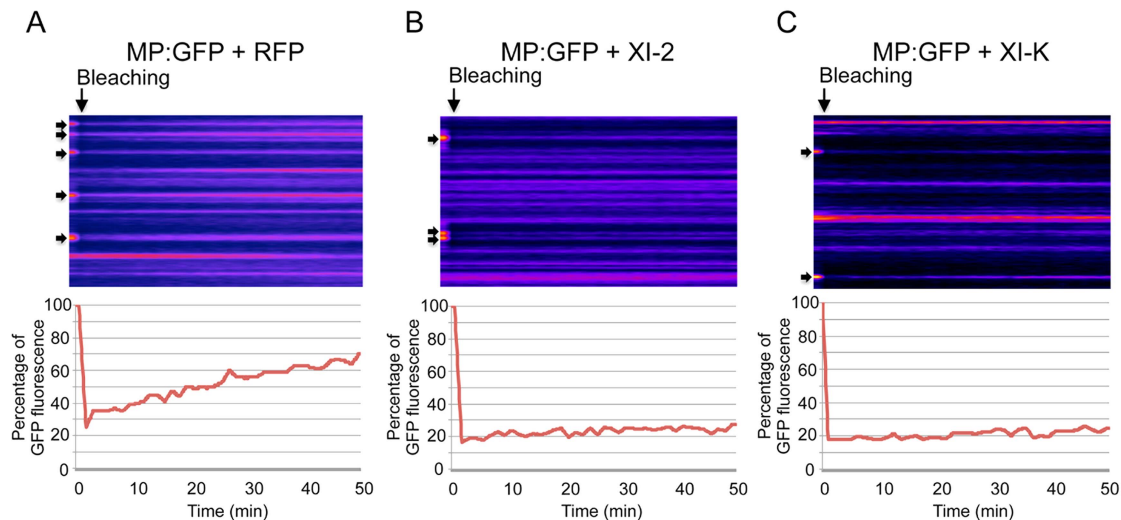 A
MP:GFP + RFP
Bleaching
100
80
60
40
20
0
Percentage of
GFP fluorescence
0 10 20 30 40 50
Time (min)
B
MP:GFP + XI-2
Bleaching
100
80
60
40
20
0
Percentage of
GFP fluorescence
0 10 20 30 40 50
Time (min)
C
MP:GFP + XI-K
Bleaching
100
80
60
40
20
0
Percentage of
GFP fluorescence
0 10 20 30 40 50
Time (min)